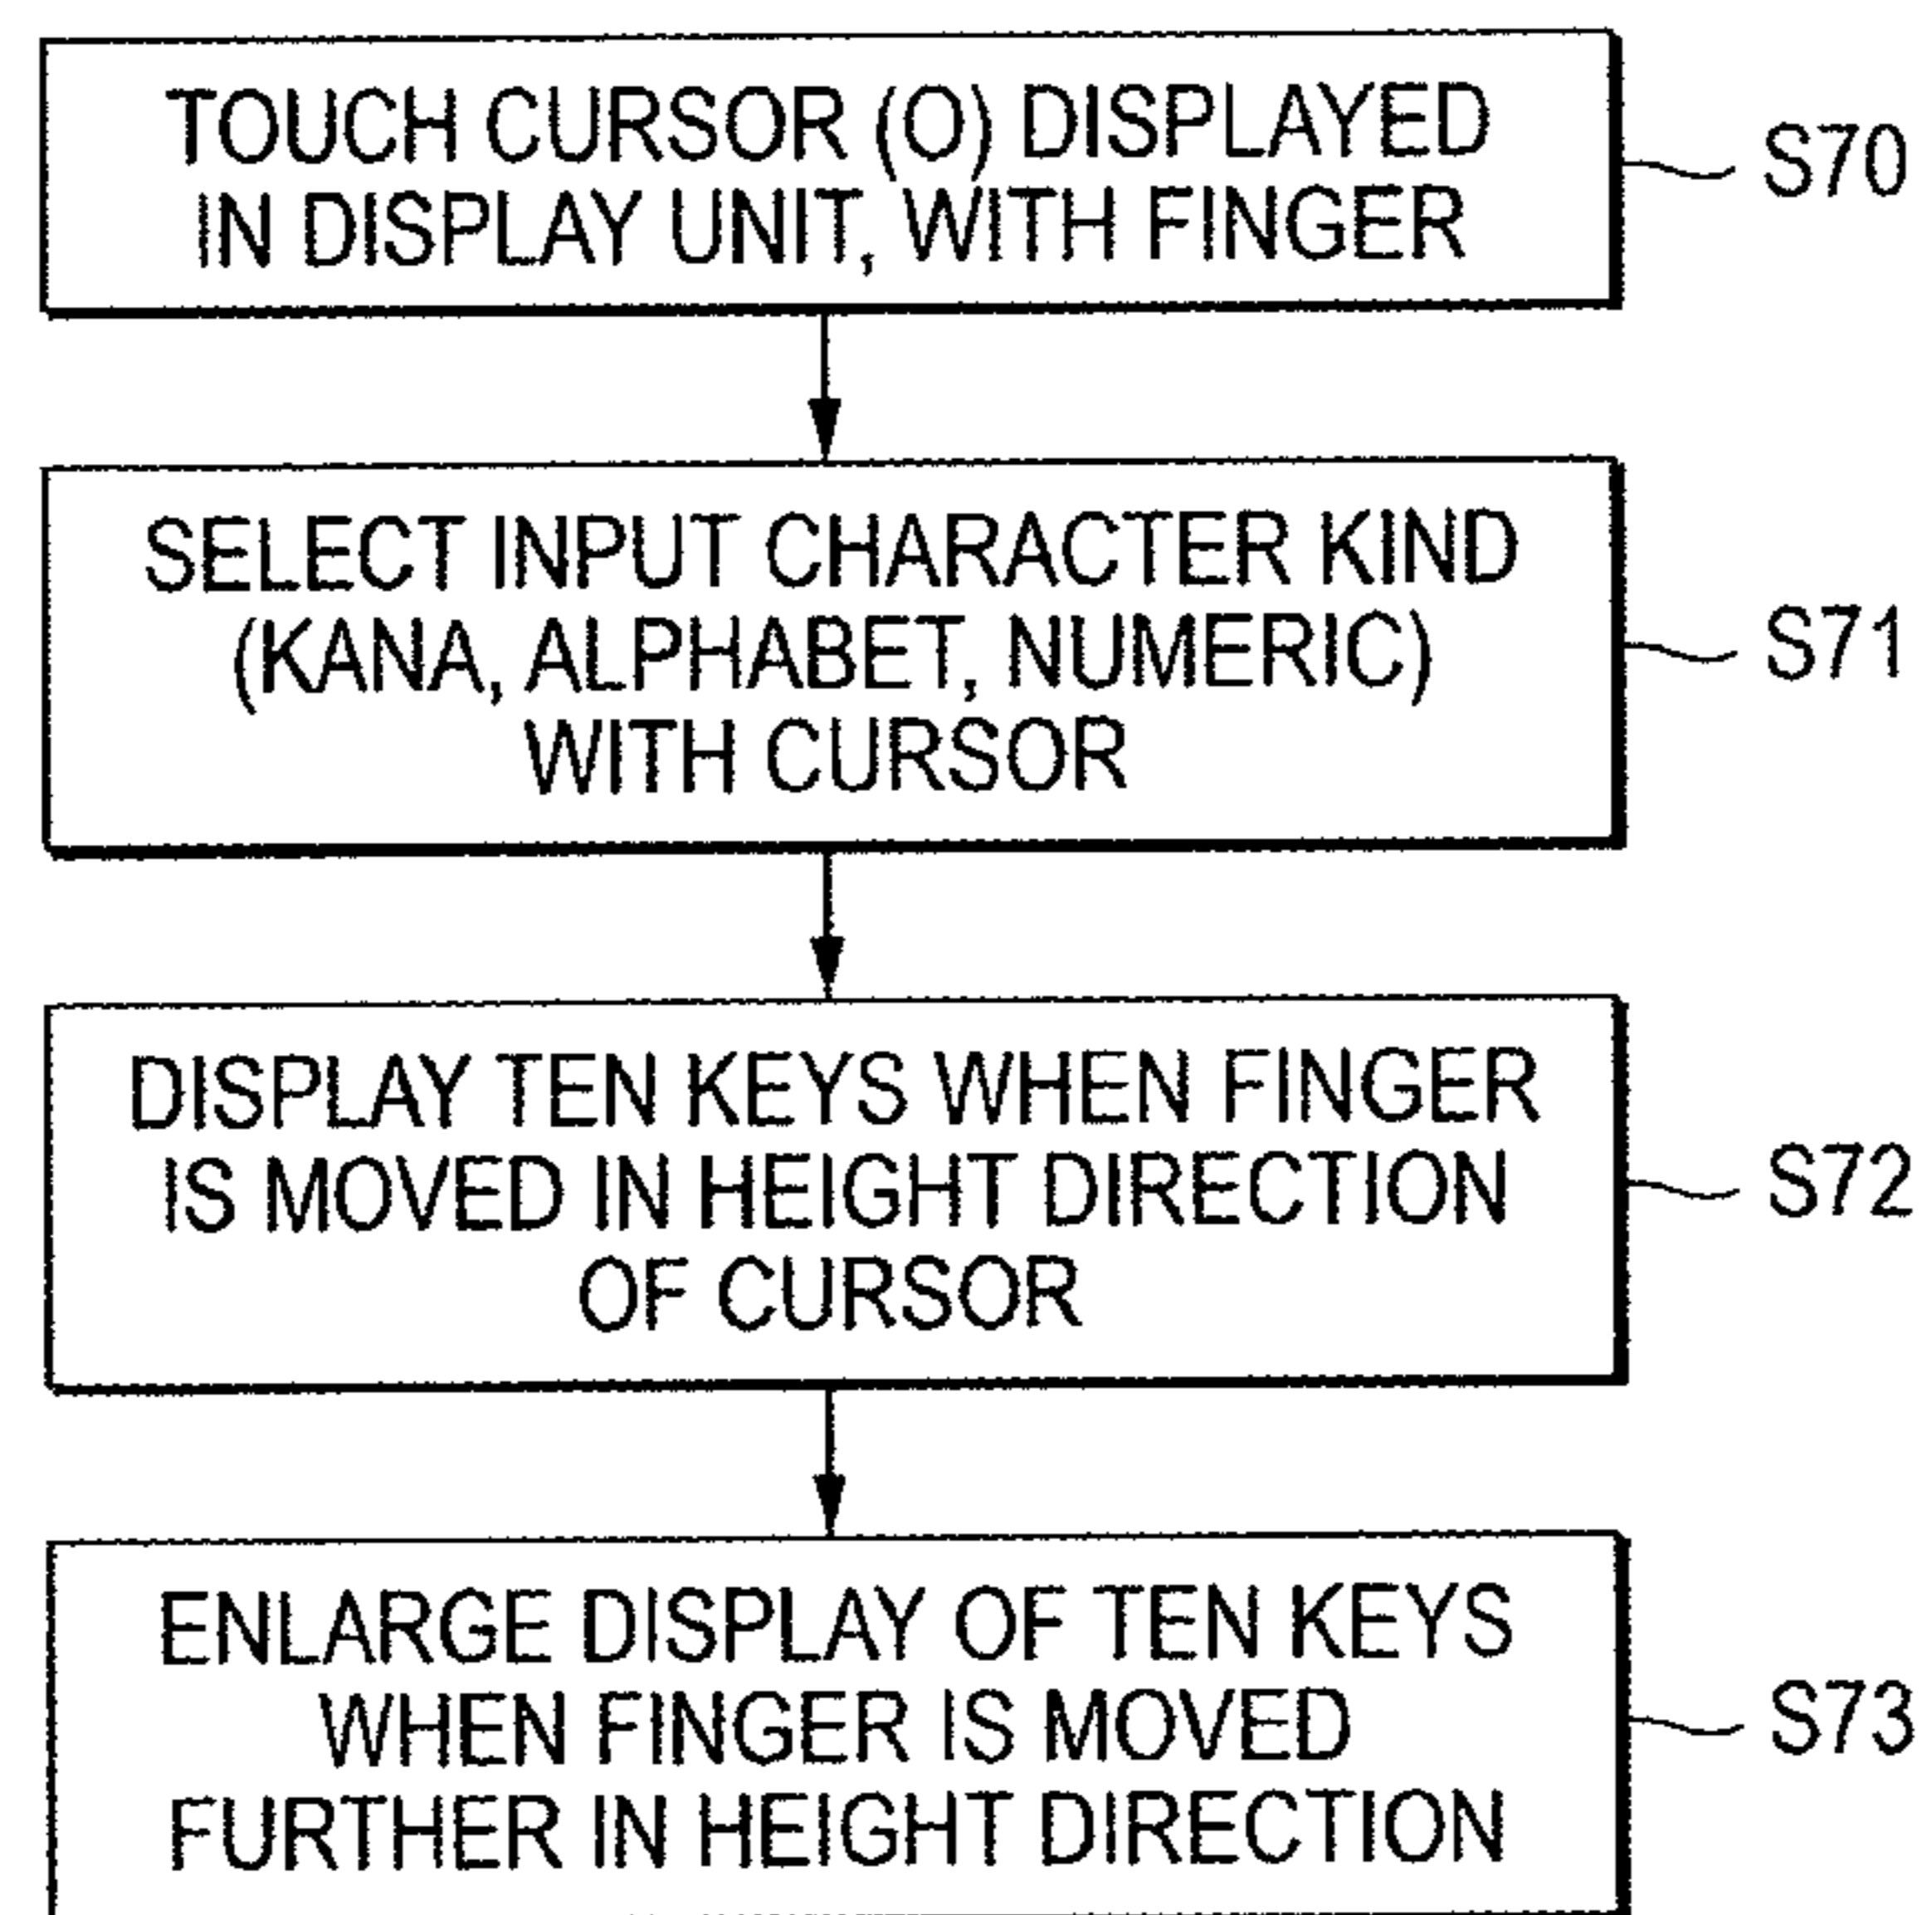 TOUCH CURSOR (O) DISPLAYED
IN DISPLAY UNIT, WITH FINGER
S70
SELECT INPUT CHARACTER KIND
(KANA, ALPHABET, NUMERIC)
WITH CURSOR
S71
DISPLAY TEN KEYS WHEN FINGER
IS MOVED IN HEIGHT DIRECTION
OF CURSOR
S72
ENLARGE DISPLAY OF TEN KEYS
WHEN FINGER IS MOVED
FURTHER IN HEIGHT DIRECTION
S73